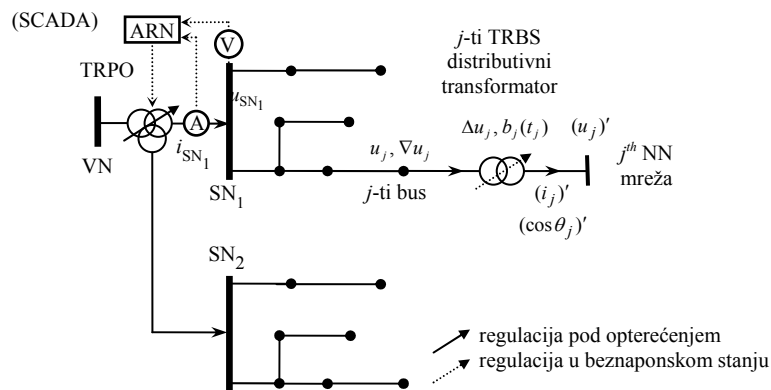 (SCADA)
ARN
V
TRPO
VN
A
i_SN₁
u_SN₁
SN₁
j-ti TRBS
distributivni
transformator
u_j, ∇u_j
j-ti bus
Δu_j, b_j(t_j)
(u_j)′
(i_j)′
(cos θ_j)′
j^th NN
mreža
SN₂
regulacija pod opterećenjem
regulacija u beznaponskom stanju